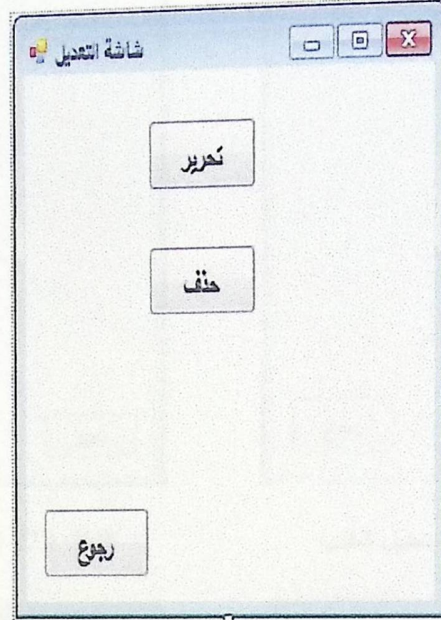 شاشة التعديل
تحرير
حذف
رجوع